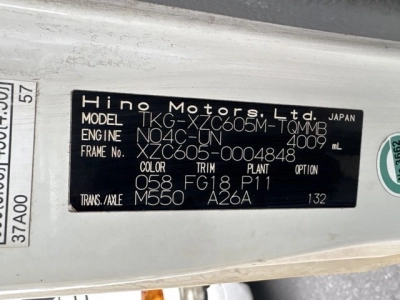 Hino Motors, Ltd. JAPAN
MODEL TKG-XZC605M-TQMMB
ENGINE N04C-UN 4009 mL
FRAME NO. XZC605-0004848
COLOR TRIM PLANT OPTION
058 FG18 P11
TRANS./AXLE M550 A26A 132
57
37A00
3662